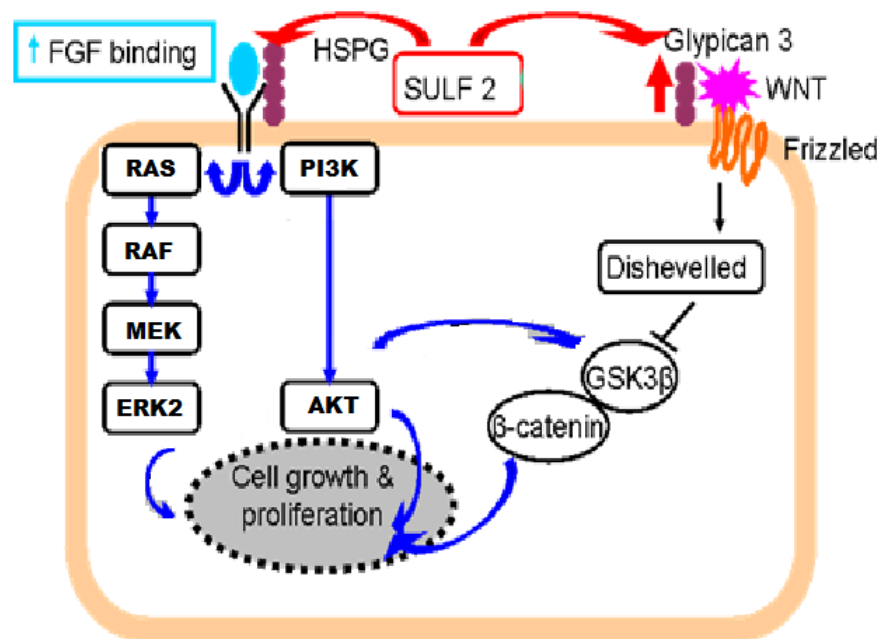 ↑ FGF binding
HSPG
SULF 2
Glypican 3
WNT
Frizzled
RAS
PI3K
RAF
MEK
ERK2
AKT
Dishevelled
GSK3β
β-catenin
Cell growth &
proliferation